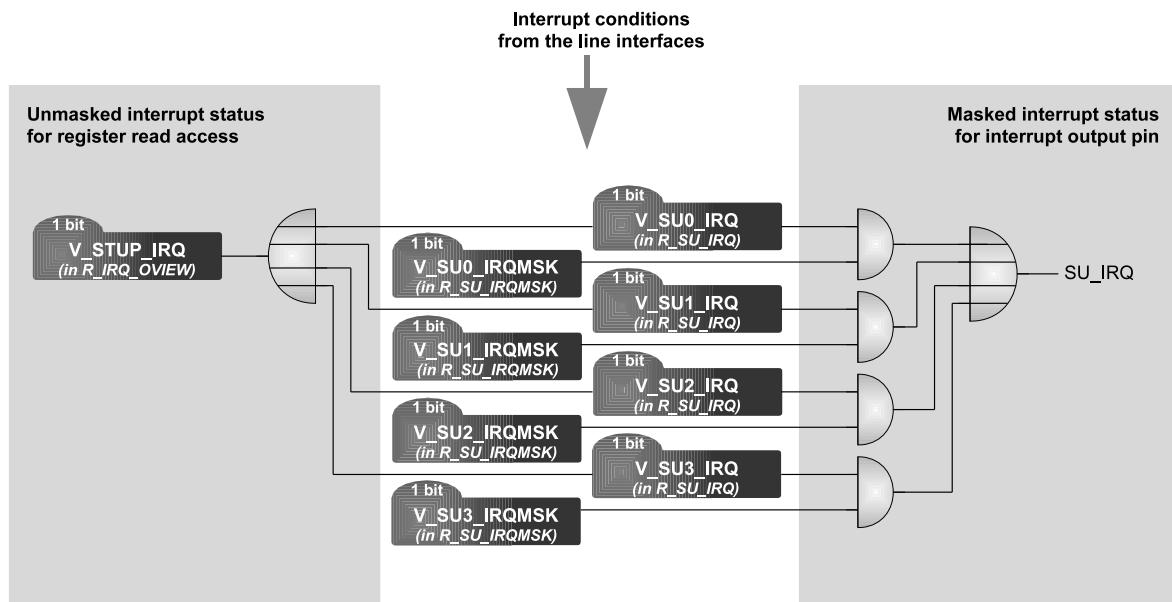 Interrupt conditions
from the line interfaces
Unmasked interrupt status
for register read access
Masked interrupt status
for interrupt output pin
1 bit
V_STUP_IRQ
(in R_IRQ_OVIEW)
1 bit
V_SU0_IRQ
(in R_SU_IRQ)
1 bit
V_SU0_IRQMSK
(in R_SU_IRQMSK)
1 bit
V_SU1_IRQ
(in R_SU_IRQ)
1 bit
V_SU1_IRQMSK
(in R_SU_IRQMSK)
1 bit
V_SU2_IRQ
(in R_SU_IRQ)
1 bit
V_SU2_IRQMSK
(in R_SU_IRQMSK)
1 bit
V_SU3_IRQ
(in R_SU_IRQ)
1 bit
V_SU3_IRQMSK
(in R_SU_IRQMSK)
SU_IRQ